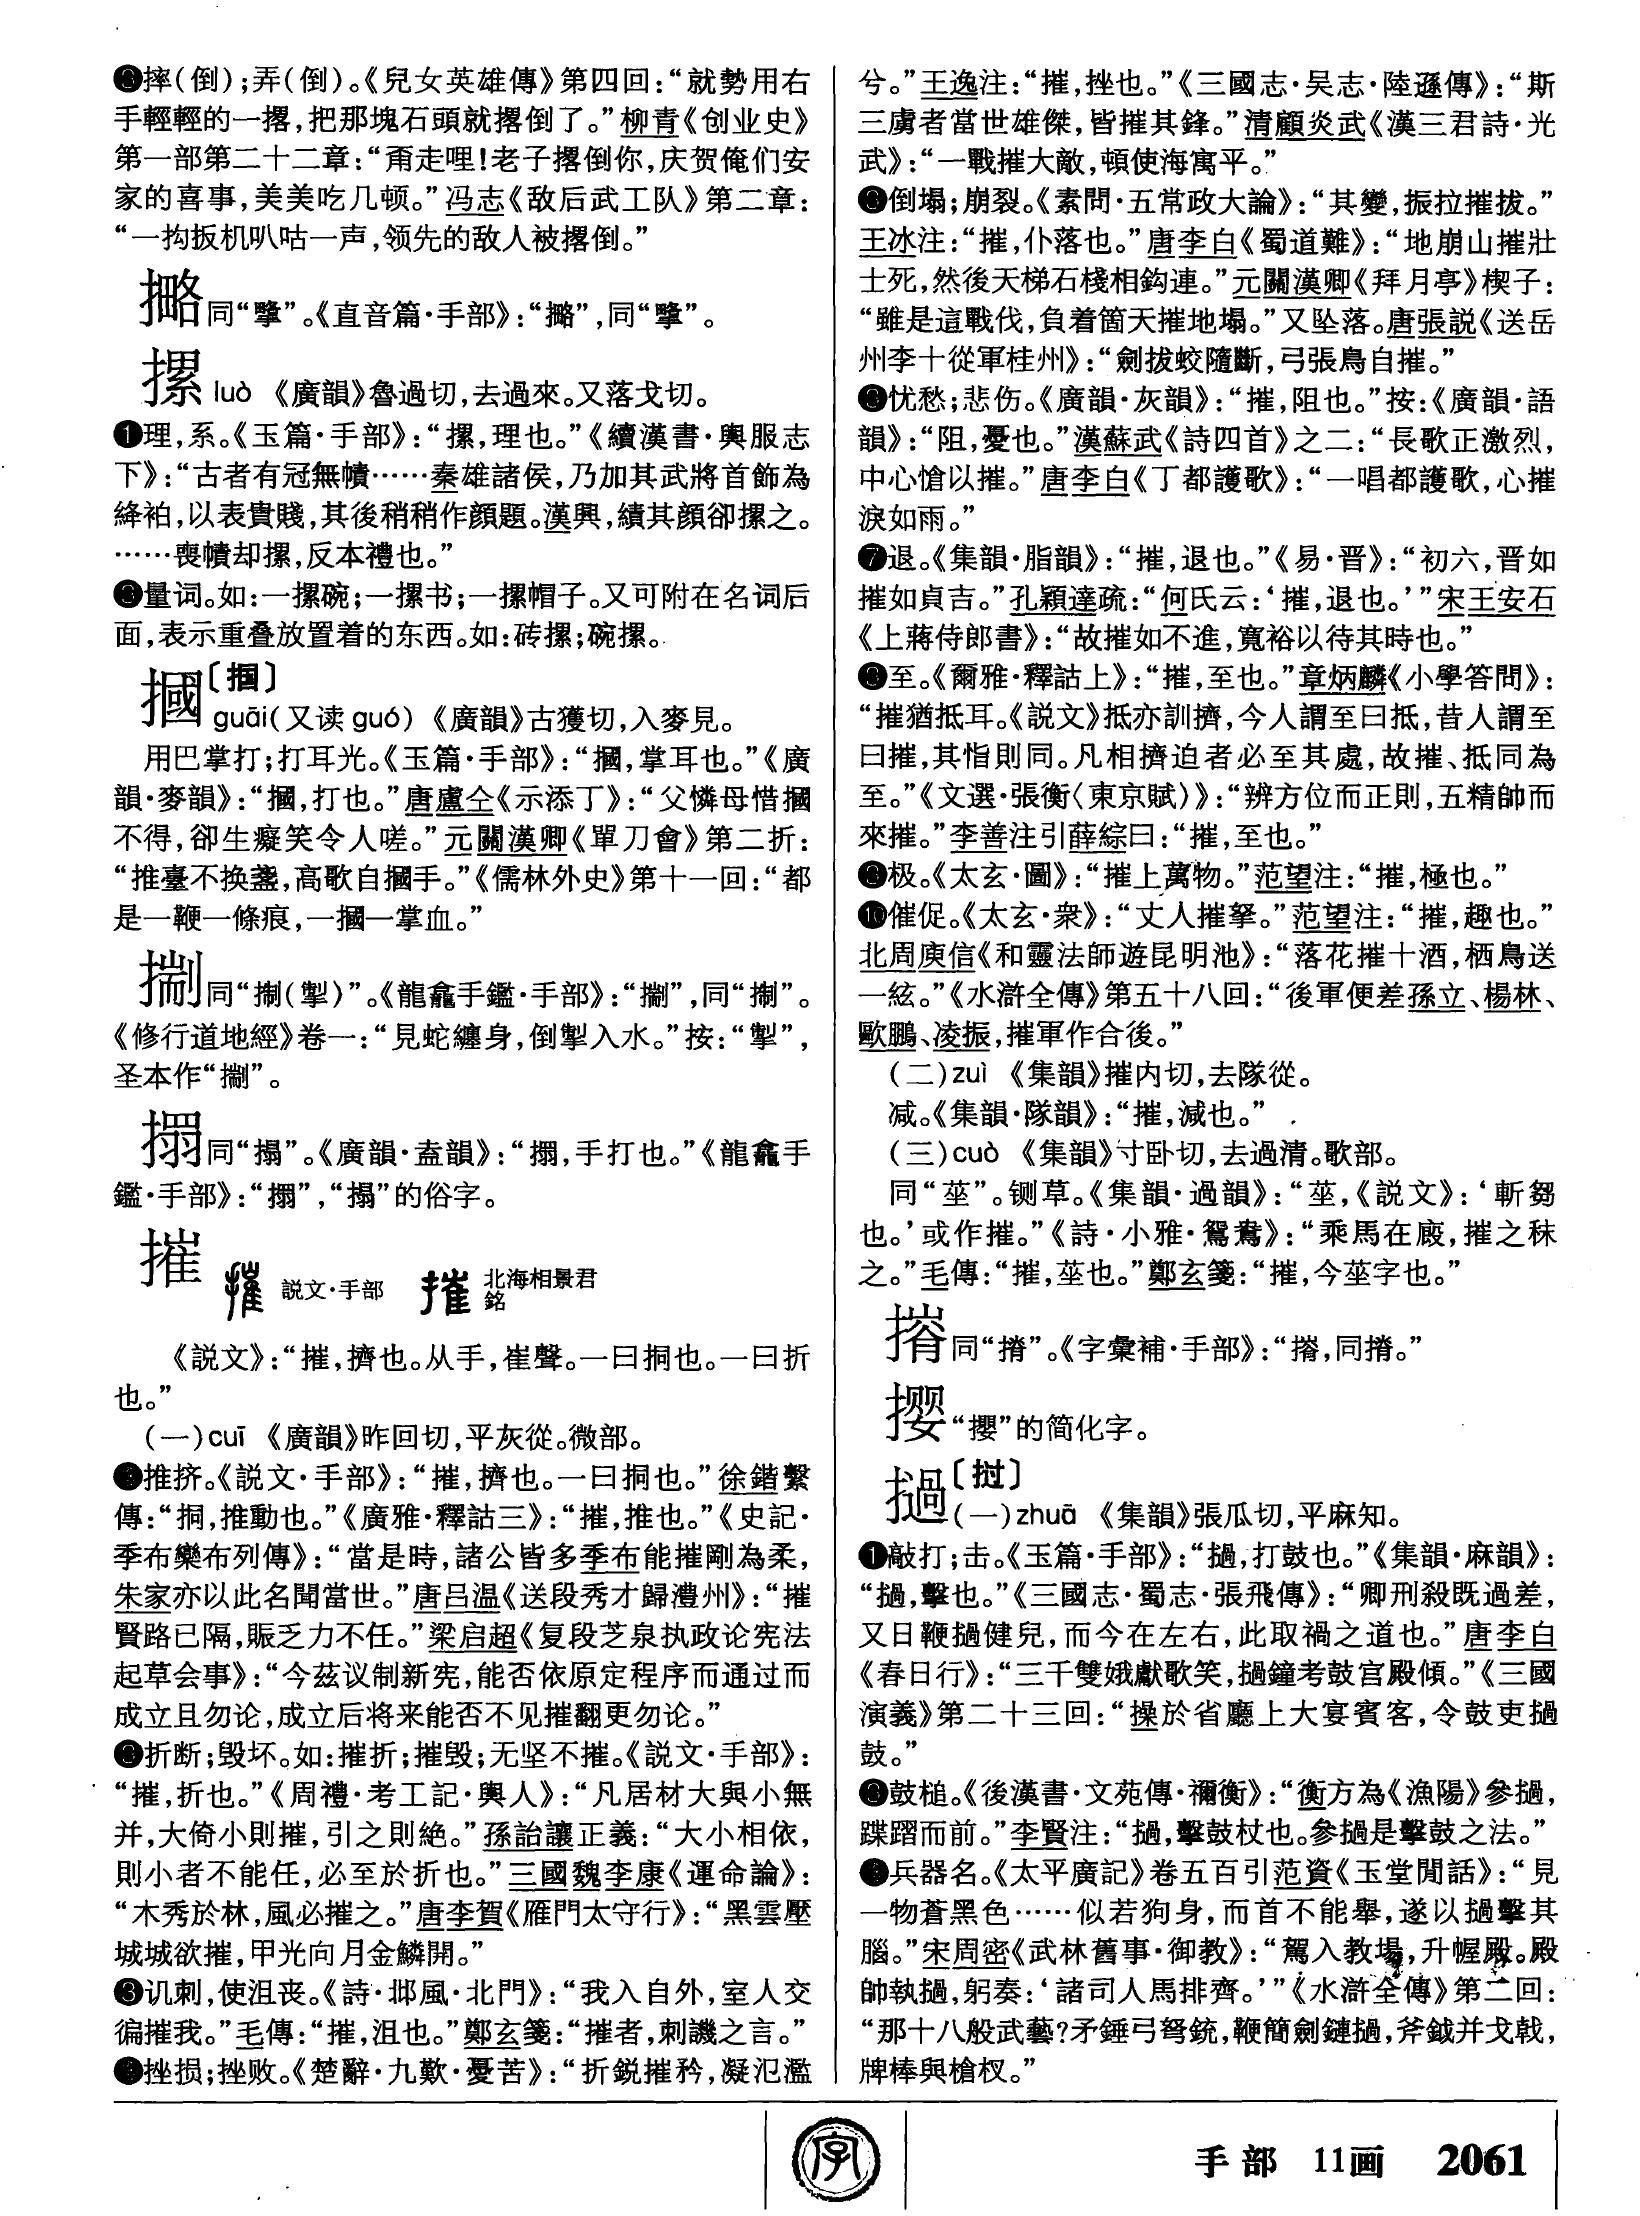 摔(倒);弄(倒)。《兒女英雄傳》第四回:“就勢用右
手輕輕的一撂,把那塊石頭就撂倒了。”柳青《创业史》
第一部第二十二章:“甭走哩!老子撂倒你,庆贺俺们安
家的喜事,美美吃几顿。”冯志《敌后武工队》第二章:
“一抅扳机叭咕一声,领先的敌人被撂倒。”
同“㨼”。《直音篇·手部》:“撂”,同“㨼”。
摞 luò 《廣韻》魯過切,去過來。又落戈切。
❶理,系。《玉篇·手部》:“摞,理也。”《續漢書·輿服志
下》:“古者有冠無幘……秦雄諸侯,乃加其武將首飾為
絳袙,以表貴賤,其後稍稍作顔題。漢興,續其顔卻摞之。
……喪幘却摞,反本禮也。”
❷量词。如:一摞碗;一摞书;一摞帽子。又可附在名词后
面,表示重叠放置着的东西。如:砖摞;碗摞。
摑〔掴〕
guāi(又读 guó) 《廣韻》古獲切,入麥見。
用巴掌打;打耳光。《玉篇·手部》:“摑,掌耳也。”《廣
韻·麥韻》:“摑,打也。”唐盧仝《示添丁》:“父憐母惜摑
不得,卻生癡笑令人嗟。”元關漢卿《單刀會》第二折:
“推臺不换盞,高歌自摑手。”《儒林外史》第十一回:“都
是一鞭一條痕,一摑一掌血。”
同“㨖(掣)”。《龍龕手鑑·手部》:
《修行道地經》卷一:“見蛇纏身,倒掣入水。”按:“掣”,
圣本作
同“搨”。《廣韻·盍韻》:“㩉,手打也。”《龍龕手
鑑·手部》:“㩉”,“搨”的俗字。
摧 説文·手部 北海相景君
銘
《説文》:“摧,擠也。从手,崔聲。一曰挏也。一曰折
也。”
(一)cuī 《廣韻》昨回切,平灰從。微部。
❶推挤。《説文·手部》:“摧,擠也。一曰挏也。”徐鍇繫
傳:“挏,推動也。”《廣雅·釋詁三》:“摧,推也。”《史記·
季布欒布列傳》:“當是時,諸公皆多季布能摧剛為柔,
朱家亦以此名聞當世。”唐吕温《送段秀才歸澧州》:“摧
賢路已隔,賑乏力不任。”梁启超《复段芝泉执政论宪法
起草会事》:“今兹议制新宪,能否依原定程序而通过而
成立且勿论,成立后将来能否不见摧翻更勿论。”
❷折断;毁坏。如:摧折;摧毁;无坚不摧。《説文·手部》:
“摧,折也。”《周禮·考工記·輿人》:“凡居材大與小無
并,大倚小則摧,引之則絶。”孫詒讓正義:“大小相依,
則小者不能任,必至於折也。”三國魏李康《運命論》:
“木秀於林,風必摧之。”唐李賀《雁門太守行》:“黑雲壓
城城欲摧,甲光向月金鱗開。”
❸讥刺,使沮丧。《詩·邶風·北門》:“我入自外,室人交
徧摧我。”毛傳:“摧,沮也。”鄭玄箋:“摧者,刺譏之言。”
❹挫损;挫败。《楚辭·九歎·憂苦》:“折鋭摧矜,凝氾濫
兮。”王逸注:“摧,挫也。”《三國志·吴志·陸遜傳》:“斯
三虜者當世雄傑,皆摧其鋒。”清顧炎武《漢三君詩·光
武》:“一戰摧大敵,頓使海寓平。”
❺倒塌;崩裂。《素問·五常政大論》:“其變,振拉摧拔。”
王冰注:“摧,仆落也。”唐李白《蜀道難》:“地崩山摧壯
士死,然後天梯石棧相鈎連。”元關漢卿《拜月亭》楔子:
“雖是這戰伐,負着箇天摧地塌。”又坠落。唐張説《送岳
州李十從軍桂州》:“劍拔蛟隨斷,弓張鳥自摧。”
❻忧愁;悲伤。《廣韻·灰韻》:“摧,阻也。”按:《廣韻·語
韻》:“阻,憂也。”漢蘇武《詩四首》之二:“長歌正激烈,
中心愴以摧。”唐李白《丁都護歌》:“一唱都護歌,心摧
淚如雨。”
❼退。《集韻·脂韻》:“摧,退也。”《易·晋》:“初六,晋如
摧如貞吉。”孔穎達疏:“何氏云:‘摧,退也。’”宋王安石
《上蔣侍郎書》:“故摧如不進,寬裕以待其時也。”
❽至。《爾雅·釋詁上》:“摧,至也。”章炳麟《小學答問》:
“摧猶抵耳。《説文》抵亦訓擠,今人謂至曰抵,昔人謂至
曰摧,其恉則同。凡相擠迫者必至其處,故摧、抵同為
至。”《文選·張衡〈東京賦〉》:“辨方位而正則,五精帥而
來摧。”李善注引薛綜曰:“摧,至也。”
❾极。《太玄·圖》:“摧上萬物。”范望注:“摧,極也。”
❿催促。《太玄·衆》:“丈人摧孥。”范望注:“摧,趣也。”
北周庾信《和靈法師遊昆明池》:“落花摧十酒,栖鳥送
一絃。”《水滸全傳》第五十八回:“後軍便差孫立、楊林、
歐鵬、凌振,摧軍作合後。”
(二)zuì 《集韻》摧内切,去隊從。
减。《集韻·隊韻》:“摧,減也。”
(三)cuò 《集韻》寸卧切,去過清。歌部。
同“莝”。铡草。《集韻·過韻》:“莝,《説文》:‘斬芻
也。’或作摧。”《詩·小雅·鴛鴦》:“乘馬在廄,摧之秣
之。”毛傳:“摧,莝也。”鄭玄箋:“摧,今莝字也。”
同“㨰”。《字彙補·手部》:
撄“攖”的简化字。
撾〔挝〕
(一)zhuā 《集韻》張瓜切,平麻知。
❶敲打;击。《玉篇·手部》:“撾,打鼓也。”《集韻·麻韻》:
“撾,擊也。”《三國志·蜀志·張飛傳》:“卿刑殺既過差,
又日鞭撾健兒,而今在左右,此取禍之道也。”唐李白
《春日行》:“三千雙娥獻歌笑,撾鐘考鼓宫殿傾。”《三國
演義》第二十三回:“操於省廳上大宴賓客,令鼓吏撾
鼓。”
❷鼓槌。《後漢書·文苑傳·禰衡》:“衡方為《漁陽》參撾,
蹀躧而前。”李賢注:“撾,擊鼓杖也。參撾是擊鼓之法。”
❸兵器名。《太平廣記》卷五百引范資《玉堂閒話》:“見
一物蒼黑色……似若狗身,而首不能舉,遂以撾擊其
腦。”宋周密《武林舊事·御教》:“駕入教場,升幄殿。殿
帥執撾,躬奏:‘諸司人馬排齊。’”《水滸全傳》第二回:
“那十八般武藝?矛錘弓弩銃,鞭簡劍鏈撾,斧鉞并戈戟,
牌棒與槍杈。”
字
手部 11画 2061